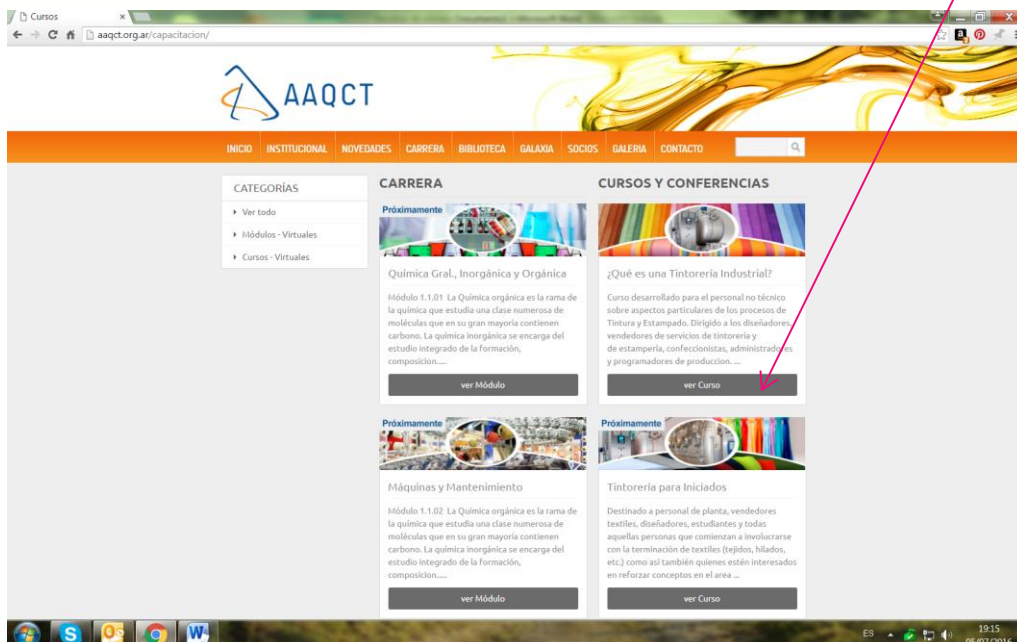 Cursos
aaqct.org.ar/capacitacion/
AAQCT
INICIO INSTITUCIONAL NOVEDADES CARRERA BIBLIOTECA GALAXIA SOCIOS GALERIA CONTACTO
CATEGORÍAS
Ver todo
Módulos - Virtuales
Cursos - Virtuales
CARRERA
Próximamente
Química Gral., Inorgánica y Orgánica
Módulo 1.1.01 La Química orgánica es la rama de
la química que estudia una clase numerosa de
moléculas que en su gran mayoría contienen
carbono. La química inorgánica se encarga del
estudio integrado de la formación,
composicion.....
ver Módulo
Próximamente
Máquinas y Mantenimiento
Módulo 1.1.02 La Química orgánica es la rama de
la química que estudia una clase numerosa de
moléculas que en su gran mayoría contienen
carbono. La química inorgánica se encarga del
estudio integrado de la formación,
composicion.....
ver Módulo
CURSOS Y CONFERENCIAS
¿Qué es una Tintorería Industrial?
Curso desarrollado para el personal no técnico
sobre aspectos particulares de los procesos de
Tintura y Estampado. Dirigido a los diseñadores,
vendedores de servicios de tintorería y
de estampería, confeccionistas, administradores
y programadores de produccion. ...
ver Curso
Próximamente
Tintorería para Iniciados
Destinado a personal de planta, vendedores
textiles, diseñadores, estudiantes y todas
aquellas personas que comienzan a involucrarse
con la terminación de textiles (tejidos, hilados,
etc.) como así también quienes estén interesados
en reforzar conceptos en el area ...
ver Curso
ES
19:15
05/07/2016